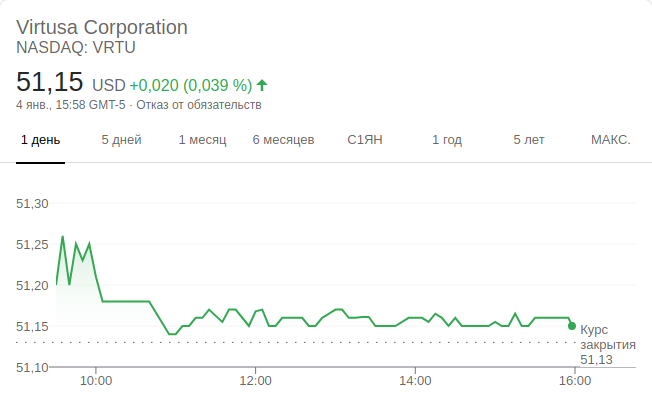 Virtusa Corporation
NASDAQ: VRTU
51,15 USD +0,020 (0,039 %)
4 янв., 15:58 GMT-5 · Отказ от обязательств
1 день 5 дней 1 месяц 6 месяцев С1ЯН 1 год 5 лет МАКС.
51,30
51,25
51,20
51,15
Курс
закрытия
51,13
51,10
10:00 12:00 14:00 16:00